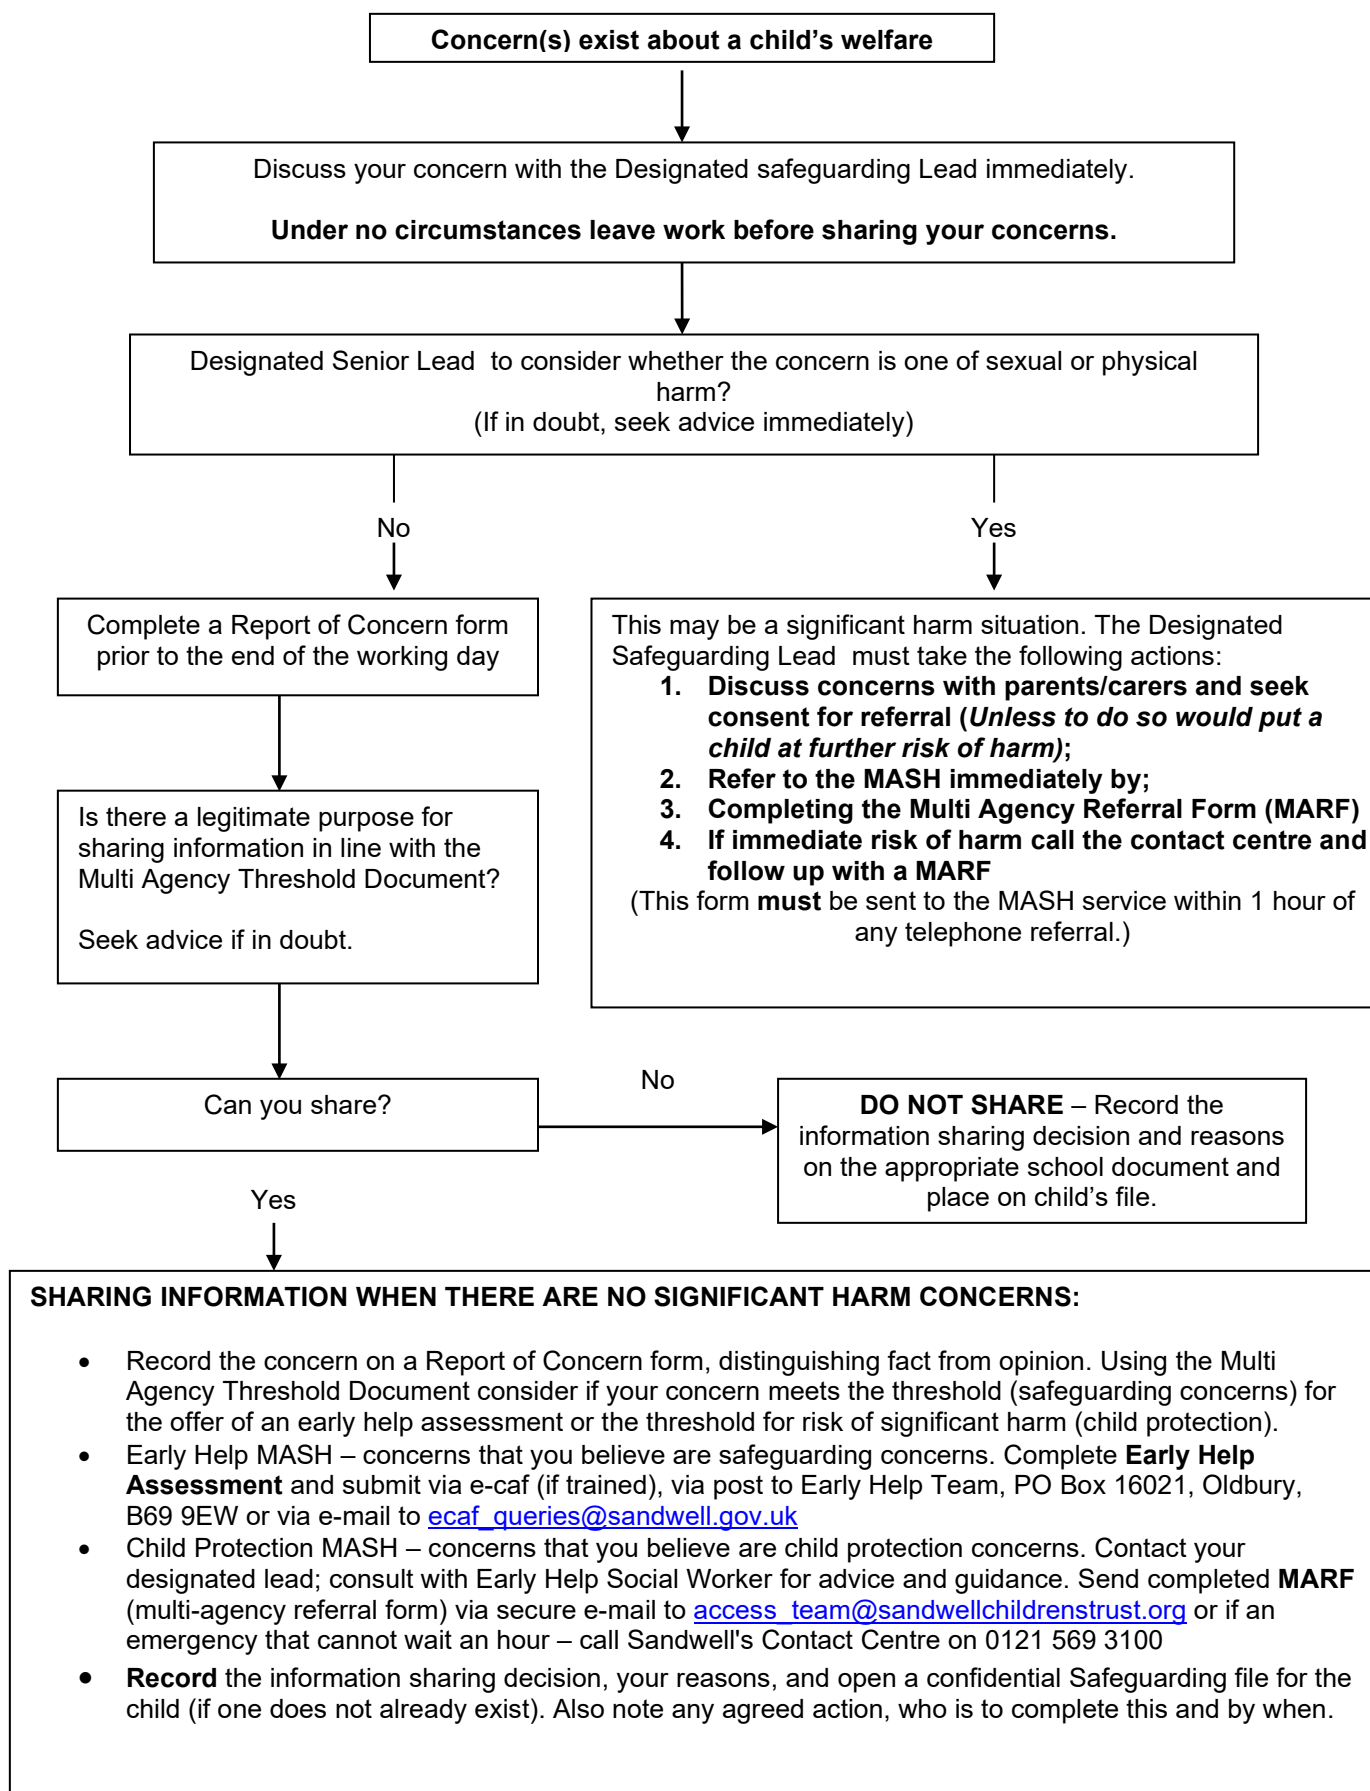 Concern(s) exist about a child’s welfare
Discuss your concern with the Designated safeguarding Lead immediately.
Under no circumstances leave work before sharing your concerns.
Designated Senior Lead  to consider whether the concern is one of sexual or physical
harm?
(If in doubt, seek advice immediately)
No
Yes
Complete a Report of Concern form
prior to the end of the working day
This may be a significant harm situation. The Designated
Safeguarding Lead  must take the following actions:
1. Discuss concerns with parents/carers and seek
consent for referral (Unless to do so would put a
child at further risk of harm);
2. Refer to the MASH immediately by;
3. Completing the Multi Agency Referral Form (MARF)
4. If immediate risk of harm call the contact centre and
follow up with a MARF
(This form must be sent to the MASH service within 1 hour of
any telephone referral.)
Is there a legitimate purpose for
sharing information in line with the
Multi Agency Threshold Document?
Seek advice if in doubt.
Can you share?
No
DO NOT SHARE – Record the
information sharing decision and reasons
on the appropriate school document and
place on child’s file.
Yes
SHARING INFORMATION WHEN THERE ARE NO SIGNIFICANT HARM CONCERNS:
• Record the concern on a Report of Concern form, distinguishing fact from opinion. Using the Multi
Agency Threshold Document consider if your concern meets the threshold (safeguarding concerns) for
the offer of an early help assessment or the threshold for risk of significant harm (child protection).
• Early Help MASH – concerns that you believe are safeguarding concerns. Complete Early Help
Assessment and submit via e-caf (if trained), via post to Early Help Team, PO Box 16021, Oldbury,
B69 9EW or via e-mail to ecaf_queries@sandwell.gov.uk
• Child Protection MASH – concerns that you believe are child protection concerns. Contact your
designated lead; consult with Early Help Social Worker for advice and guidance. Send completed MARF
(multi-agency referral form) via secure e-mail to access_team@sandwellchildrenstrust.org or if an
emergency that cannot wait an hour – call Sandwell's Contact Centre on 0121 569 3100
• Record the information sharing decision, your reasons, and open a confidential Safeguarding file for the
child (if one does not already exist). Also note any agreed action, who is to complete this and by when.